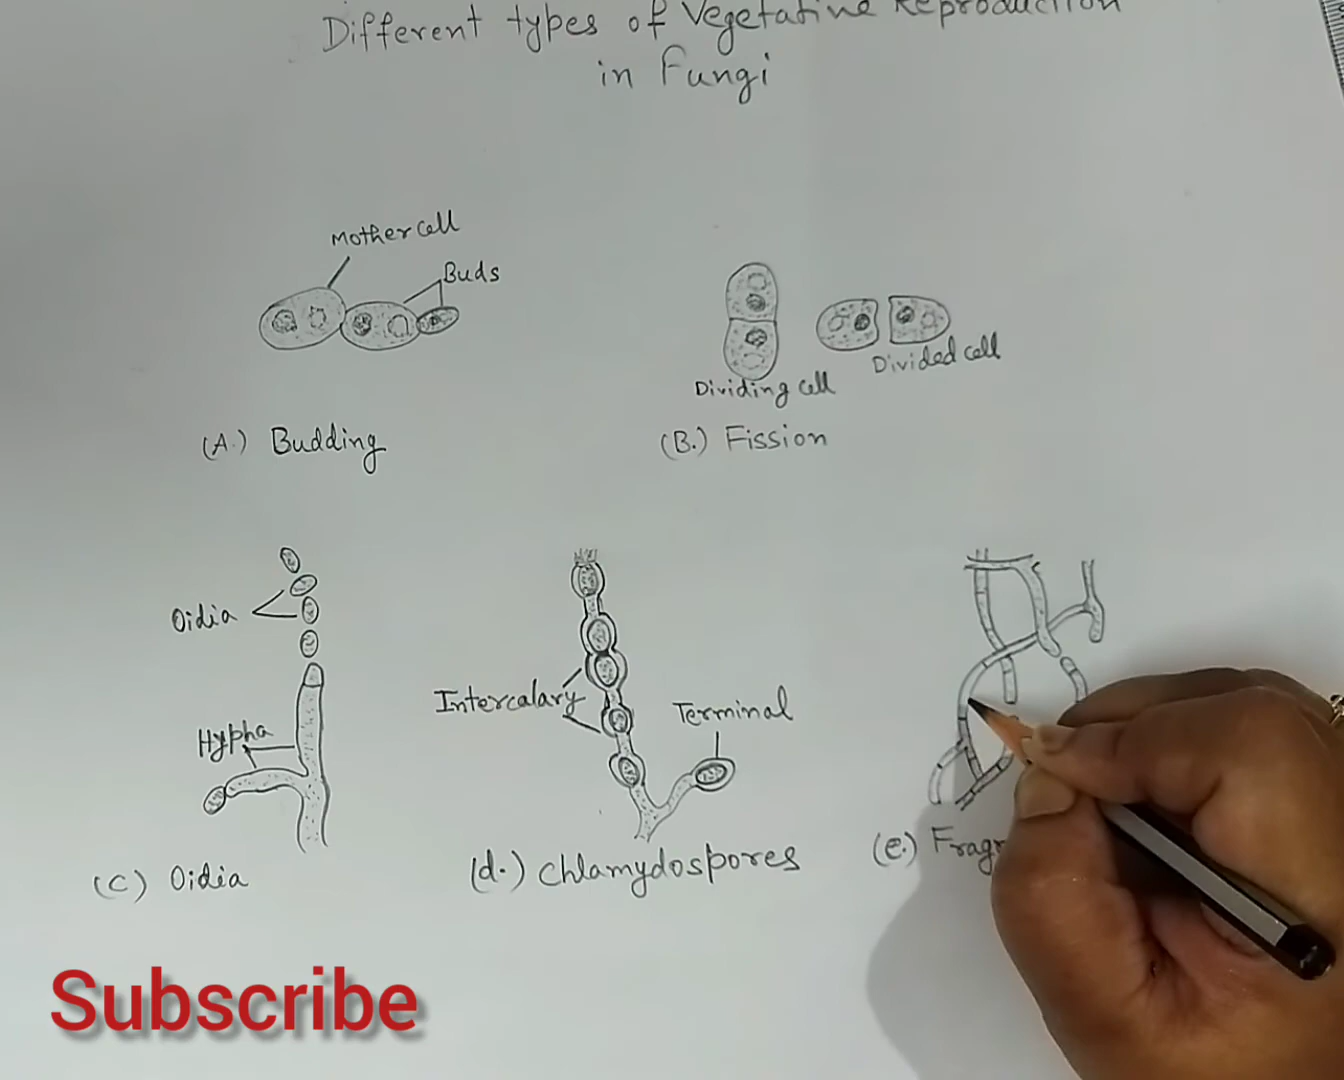 Different types of Vegetative Reproduction
in Fungi
Mother cell
Buds
(A.) Budding
Dividing cell
Divided cell
(B.) Fission
Oidia
Hypha
(C) Oidia
Intercalary
Terminal
(d.) Chlamydospores
(e.)
Subscribe